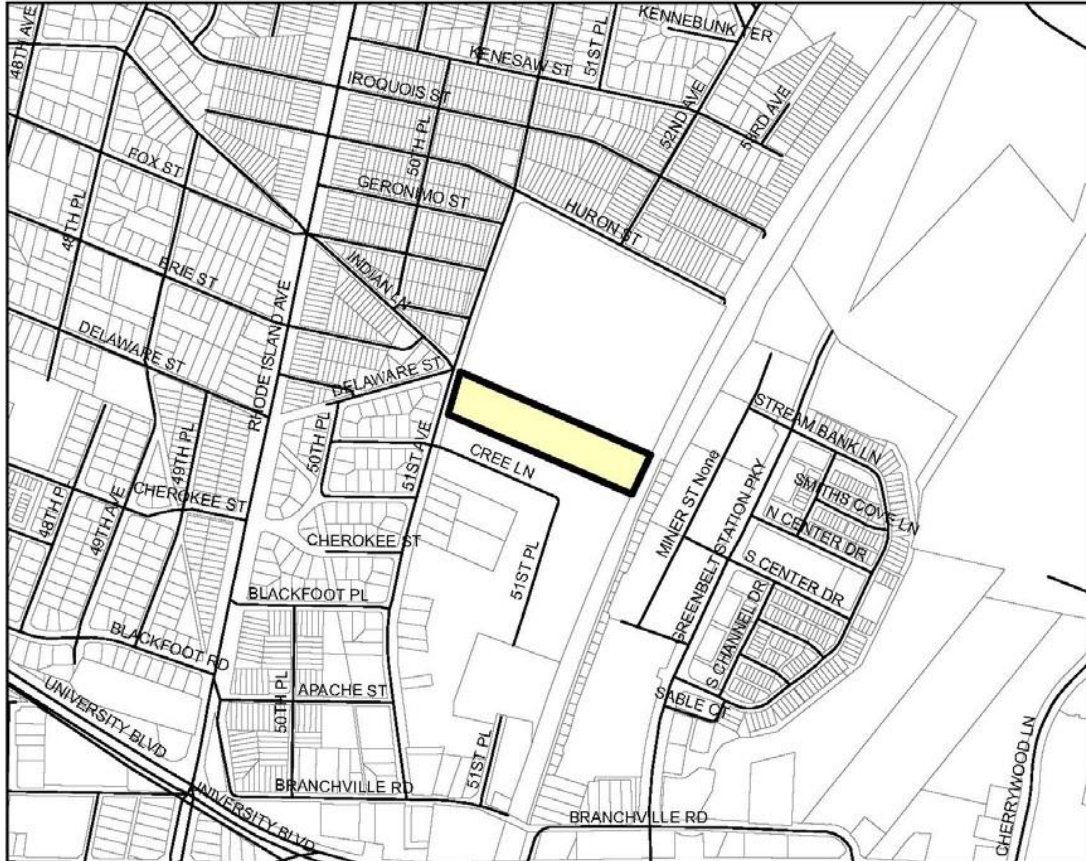 48TH AVE
KENNEBUNK TER
KENESAW ST
51ST PL
IROQUOIS ST
52ND AVE
53RD AVE
50TH PL
FOX ST
GERONIMO ST
48TH PL
HURON ST
INDIAN LN
ERIE ST
RHODE ISLAND AVE
DELAWARE ST
DELAWARE ST
STREAM BANK LN
50TH PL
51ST AVE
CREE LN
49TH PL
MINER ST None
GREENBELT STATION PKY
SMITHS COVE LN
CHEROKEE ST
48TH PL
49TH AVE
N CENTER DR
CHEROKEE ST
S CENTER DR
51ST PL
BLACKFOOT PL
S CHANNEL DR
BLACKFOOT RD
APACHE ST
50TH PL
SABLE CT
UNIVERSITY BLVD
51ST PL
BRANCHVILLE RD
UNIVERSITY BLVD
BRANCHVILLE RD
CHERRYWOOD LN